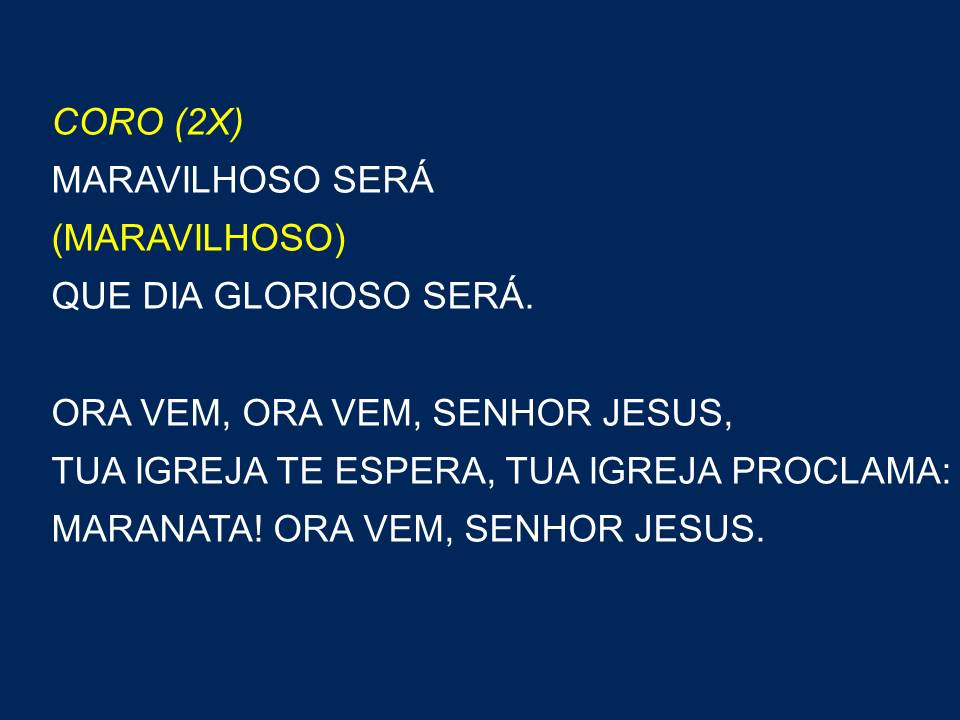 CORO (2X)
MARAVILHOSO SERÁ
(MARAVILHOSO)
QUE DIA GLORIOSO SERÁ.
ORA VEM, ORA VEM, SENHOR JESUS,
TUA IGREJA TE ESPERA, TUA IGREJA PROCLAMA:
MARANATA! ORA VEM, SENHOR JESUS.